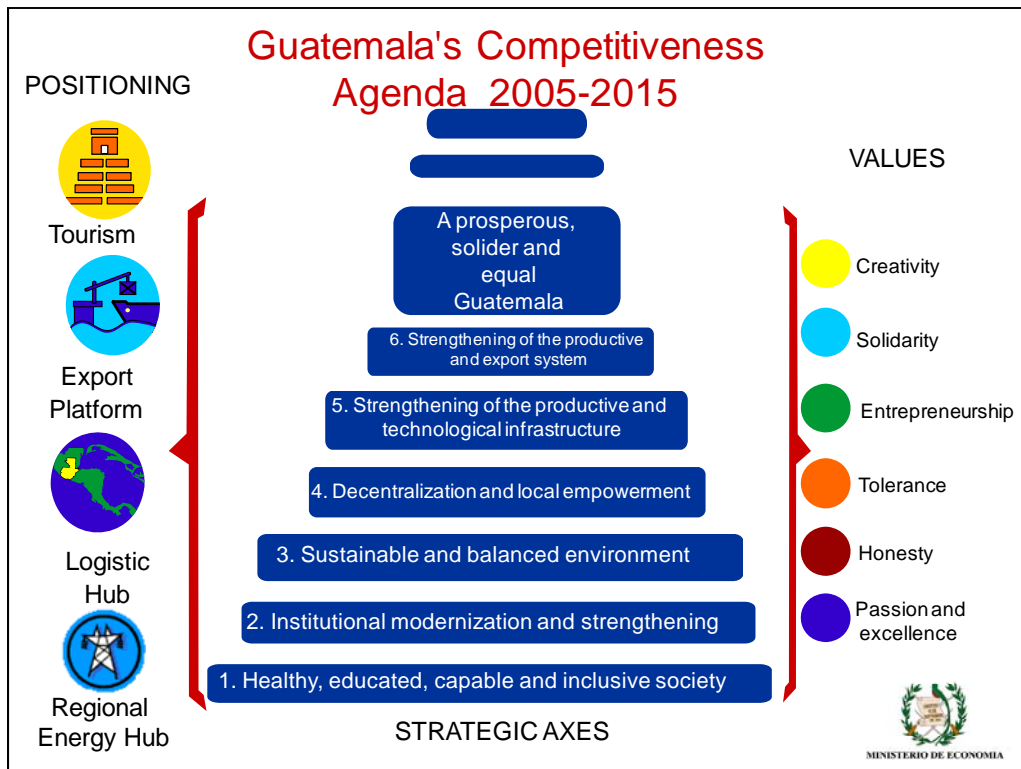 Guatemala's Competitiveness
Agenda 2005-2015
POSITIONING
Tourism
Export
Platform
Logistic
Hub
Regional
Energy Hub
A prosperous,
solider and
equal
Guatemala
6. Strengthening of the productive
and export system
5. Strengthening of the productive and
technological infrastructure
4. Decentralization and local empowerment
3. Sustainable and balanced environment
2. Institutional modernization and strengthening
1. Healthy, educated, capable and inclusive society
STRATEGIC AXES
VALUES
Creativity
Solidarity
Entrepreneurship
Tolerance
Honesty
Passion and
excellence
MINISTERIO DE ECONOMIA